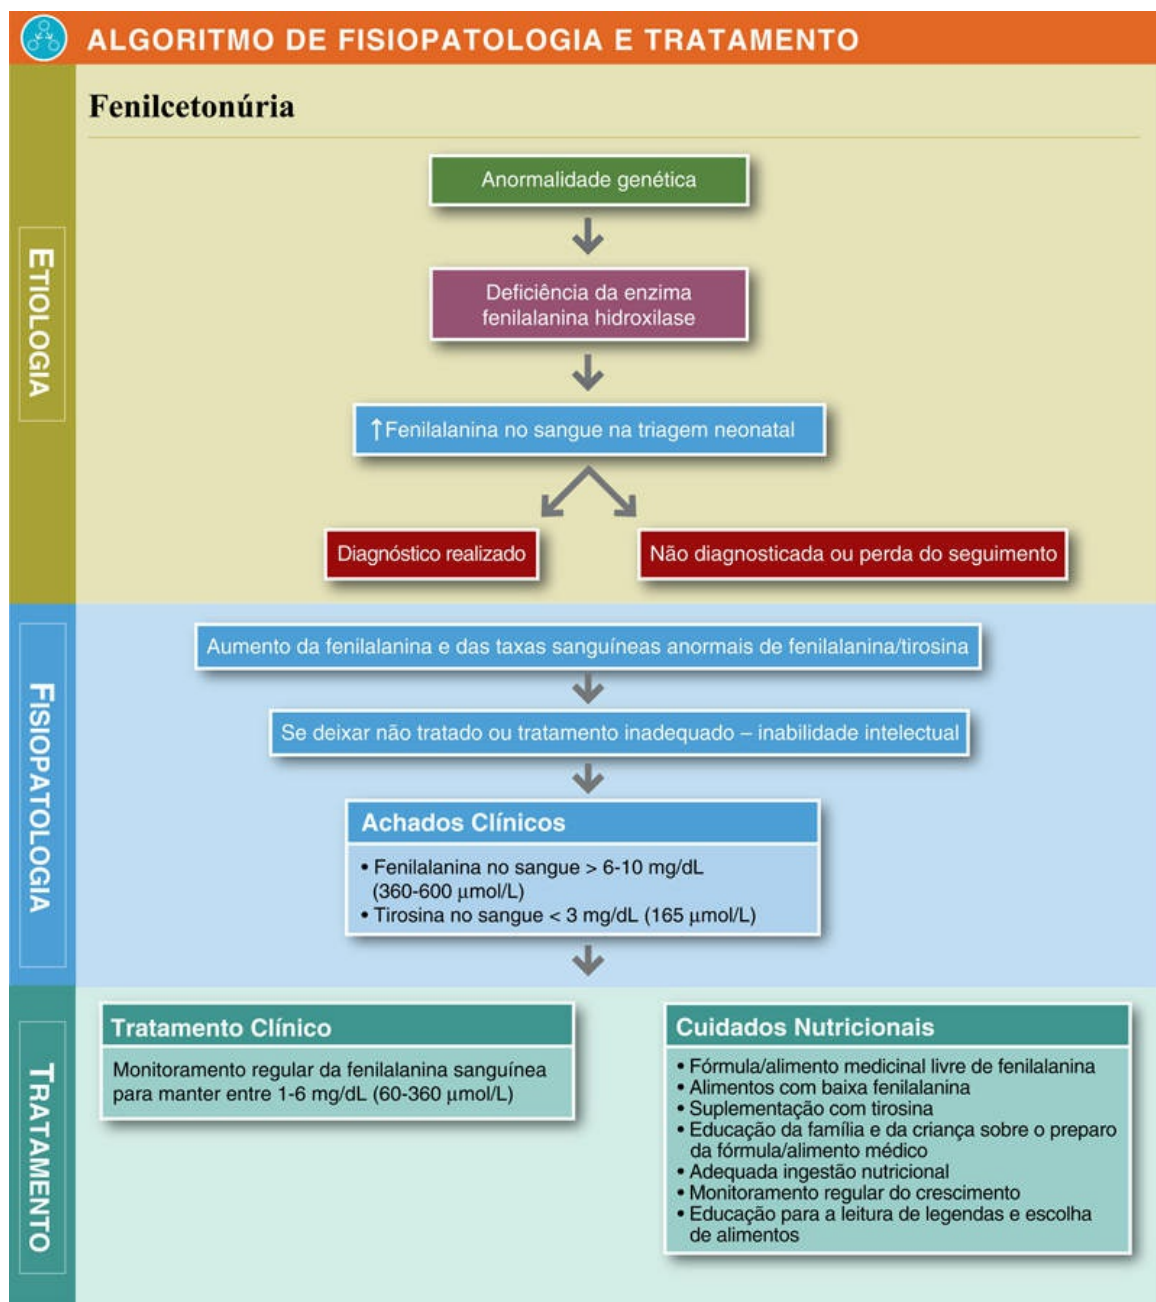 ALGORITMO DE FISIOPATOLOGIA E TRATAMENTO
ETIOLOGIA
Fenilcetonúria
Anormalidade genética
Deficiência da enzima
fenilalanina hidroxilase
↑Fenilalanina no sangue na triagem neonatal
Diagnóstico realizado
Não diagnosticada ou perda do seguimento
FISIOPATOLOGIA
Aumento da fenilalanina e das taxas sanguíneas anormais de fenilalanina/tirosina
Se deixar não tratado ou tratamento inadequado – inabilidade intelectual
Achados Clínicos
• Fenilalanina no sangue > 6-10 mg/dL
(360-600 μmol/L)
• Tirosina no sangue < 3 mg/dL (165 μmol/L)
TRATAMENTO
Tratamento Clínico
Monitoramento regular da fenilalanina sanguínea
para manter entre 1-6 mg/dL (60-360 μmol/L)
Cuidados Nutricionais
• Fórmula/alimento medicinal livre de fenilalanina
• Alimentos com baixa fenilalanina
• Suplementação com tirosina
• Educação da família e da criança sobre o preparo
da fórmula/alimento médico
• Adequada ingestão nutricional
• Monitoramento regular do crescimento
• Educação para a leitura de legendas e escolha
de alimentos